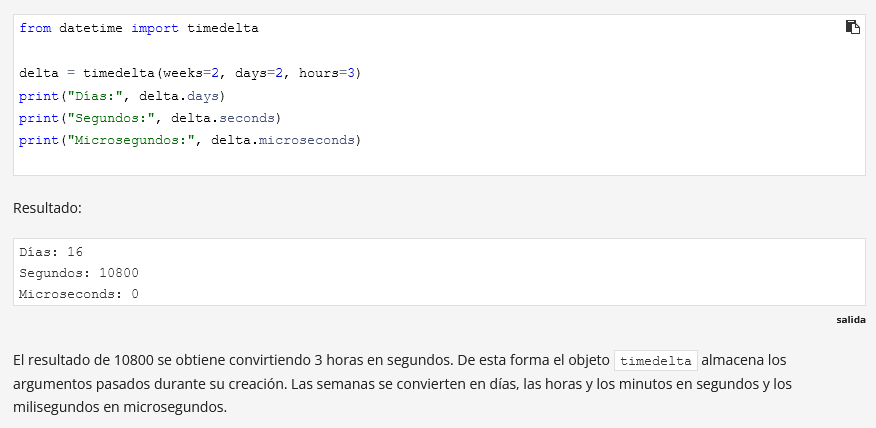 from datetime import timedelta
delta = timedelta(weeks=2, days=2, hours=3)
print("Días:", delta.days)
print("Segundos:", delta.seconds)
print("Microsegundos:", delta.microseconds)
Resultado:
Días: 16
Segundos: 10800
Microseconds: 0
salida
El resultado de 10800 se obtiene convirtiendo 3 horas en segundos. De esta forma el objeto timedelta almacena los
argumentos pasados durante su creación. Las semanas se convierten en días, las horas y los minutos en segundos y los
milisegundos en microsegundos.